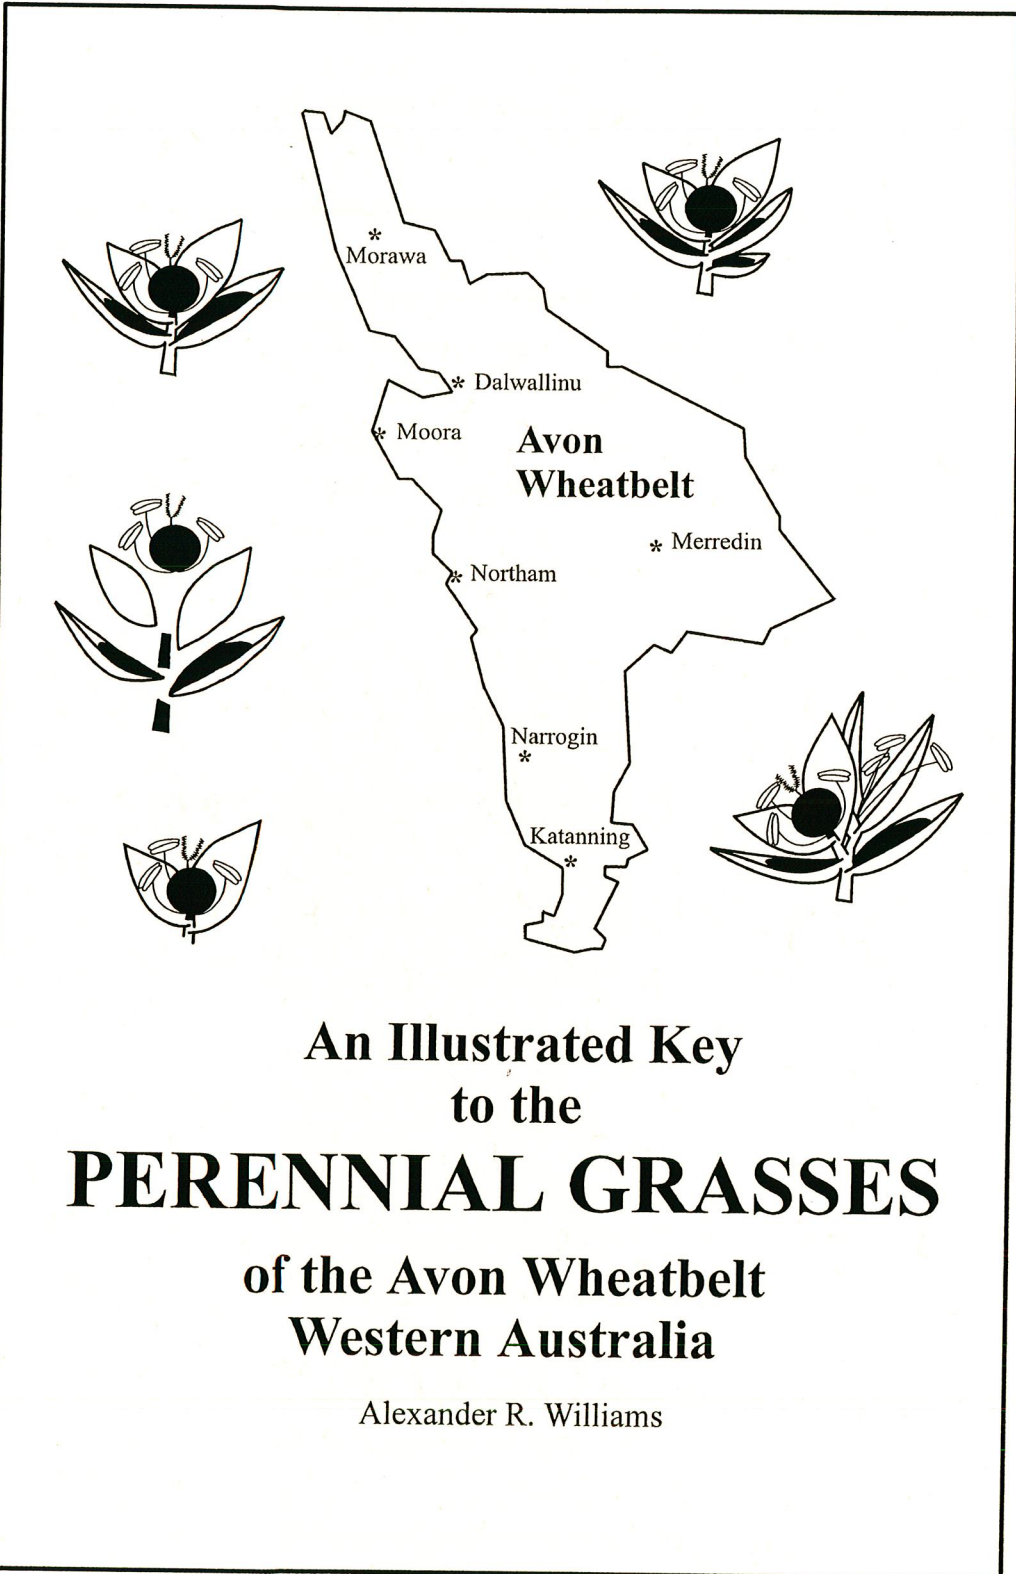 * Morawa
* Dalwallinu
* Moora
Avon
Wheatbelt
* Merredin
* Northam
Narrogin
*
Katanning
*
An Illustrated Key
to the
PERENNIAL GRASSES
of the Avon Wheatbelt
Western Australia
Alexander R. Williams